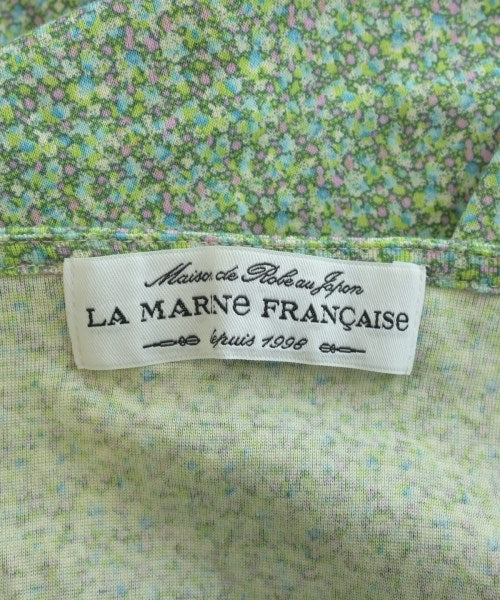 Maison de Robe au Japon
LA MARNe FRANÇAISe
depuis 1998